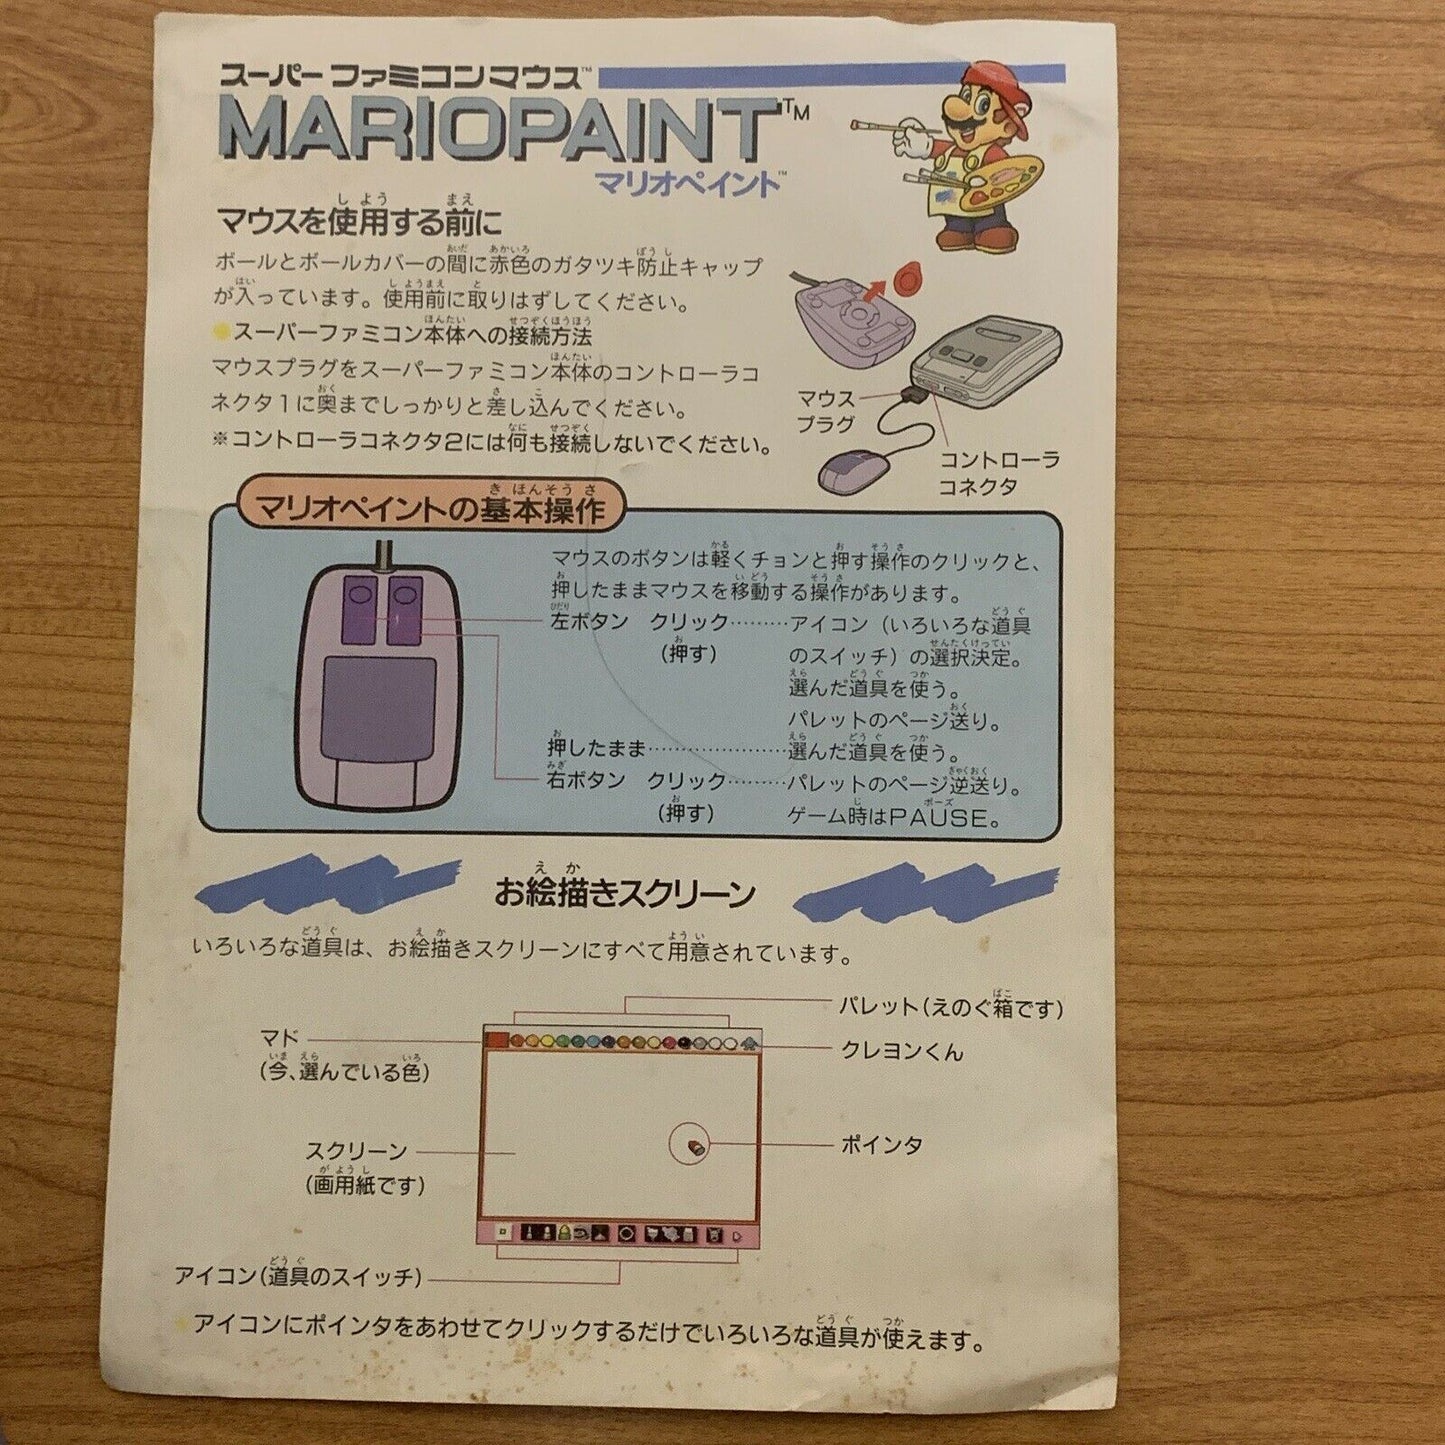 スーパーファミコンマウス™
MARIOPAINT™
マリオペイント™
マウスを使用する前に
ボールとボールカバーの間に赤色のガタツキ防止キャップ
が入っています。使用前に取りはずしてください。
スーパーファミコン本体への接続方法
マウスプラグをスーパーファミコン本体のコントローラコ
ネクタ1に奥までしっかりと差し込んでください。
※コントローラコネクタ2には何も接続しないでください。
マウス
プラグ
コントローラ
コネクタ
マリオペイントの基本操作
マウスのボタンは軽くチョンと押す操作のクリックと、
押したままマウスを移動する操作があります。
左ボタン クリック………アイコン（いろいろな道具
(押す) のスイッチ）の選択決定。
選んだ道具を使う。
パレットのページ送り。
押したまま…………………選んだ道具を使う。
右ボタン クリック………パレットのページ逆送り。
(押す) ゲーム時はPAUSE。
お絵描きスクリーン
いろいろな道具は、お絵描きスクリーンにすべて用意されています。
パレット(えのぐ箱です)
マド
(今、選んでいる色)
クレヨンくん
スクリーン
(画用紙です)
ポインタ
アイコン(道具のスイッチ)
アイコンにポインタをあわせてクリックするだけでいろいろな道具が使えます。